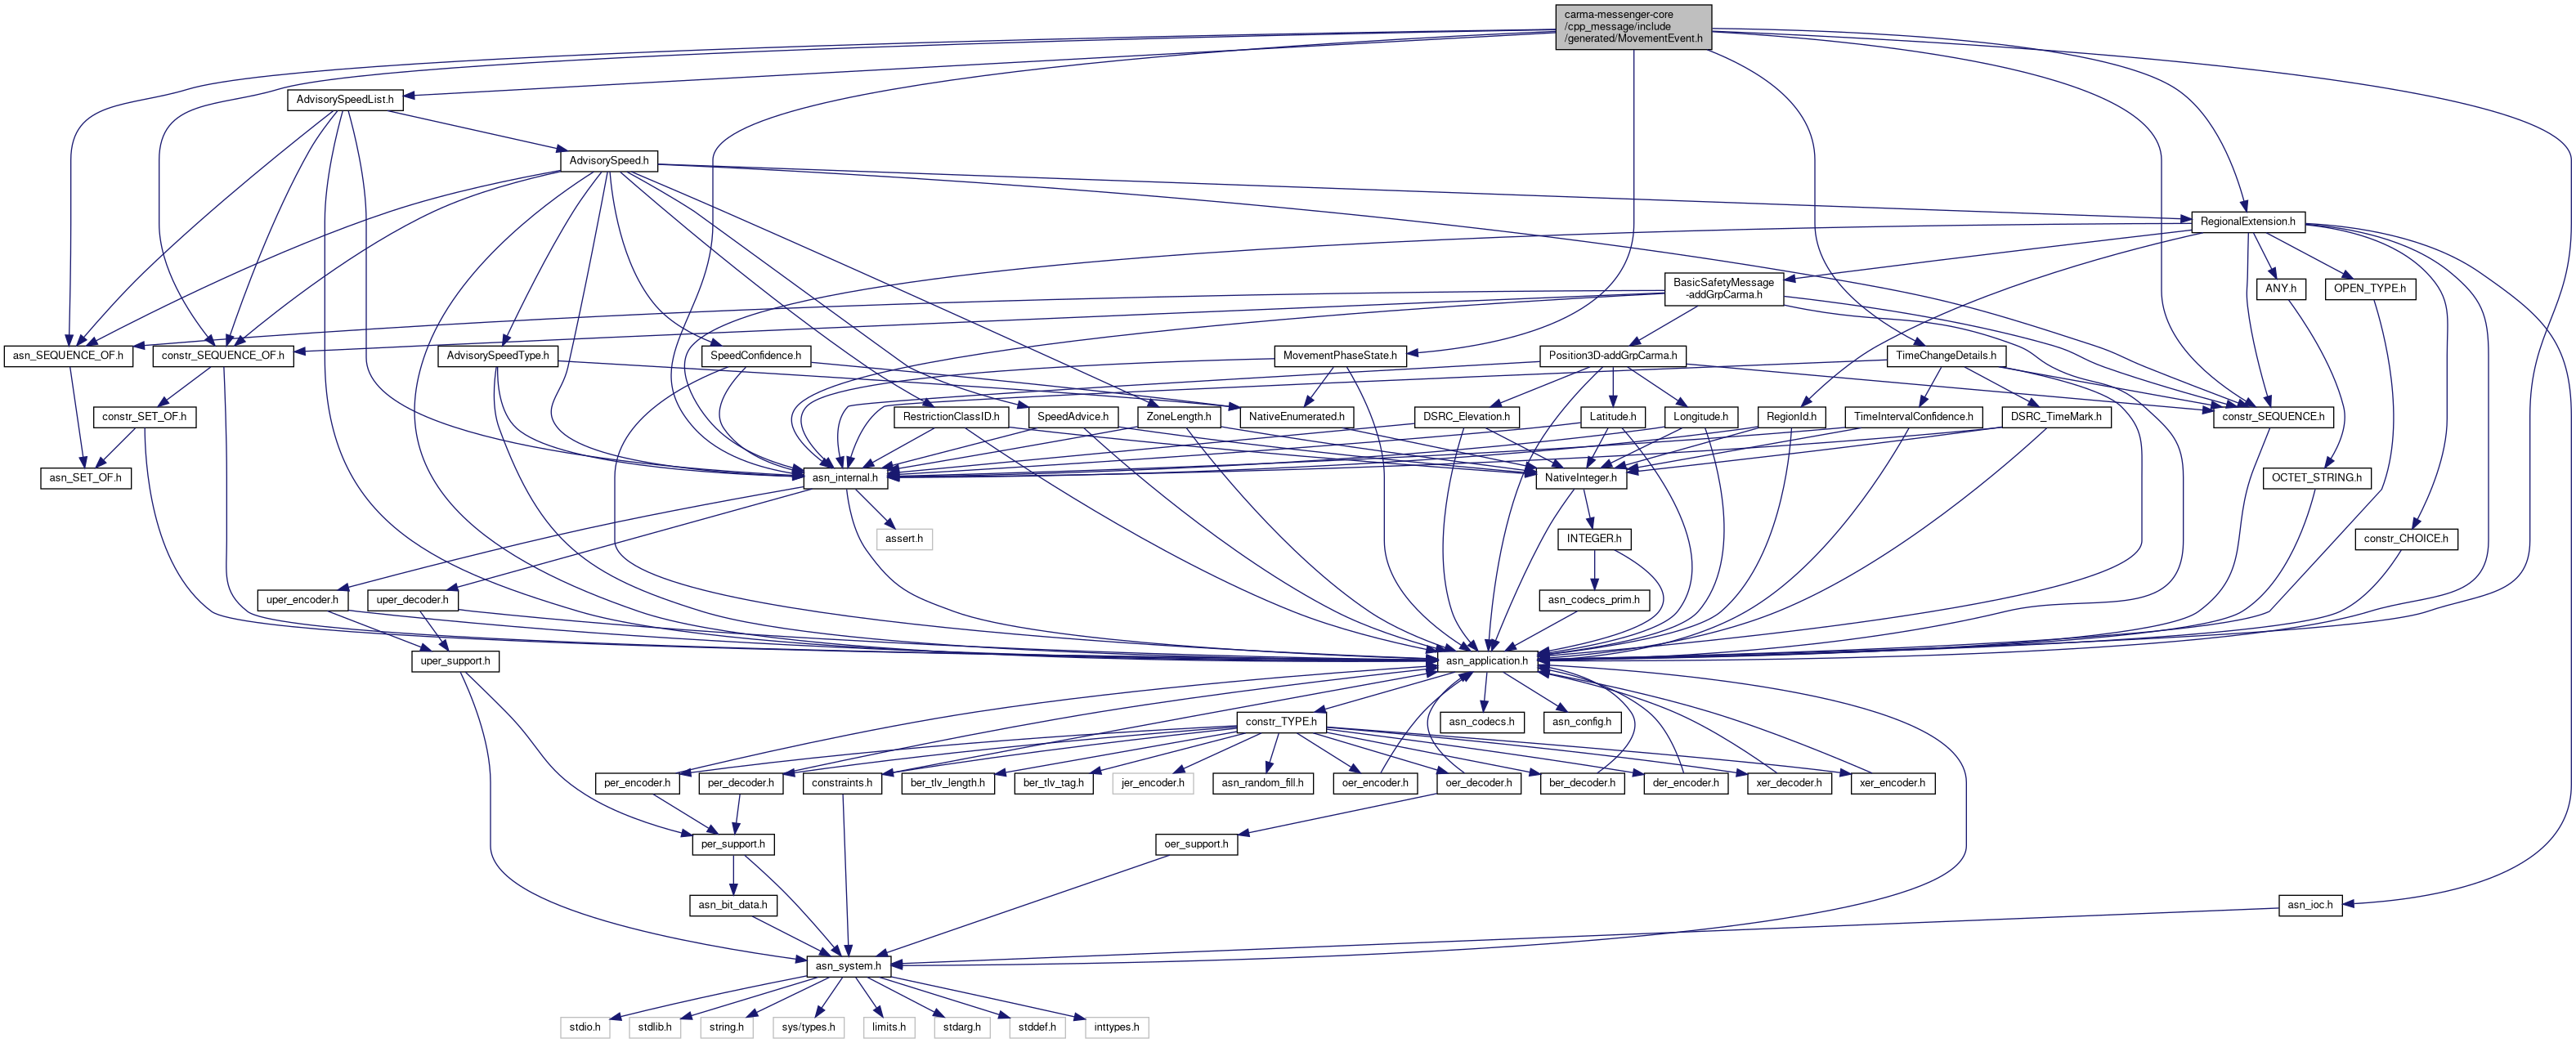 carma-messenger-core
/cpp_message/include
/generated/MovementEvent.h
AdvisorySpeedList.h
AdvisorySpeed.h
RegionalExtension.h
BasicSafetyMessage
-addGrpCarma.h
ANY.h
OPEN_TYPE.h
asn_SEQUENCE_OF.h
constr_SEQUENCE_OF.h
AdvisorySpeedType.h
SpeedConfidence.h
MovementPhaseState.h
Position3D-addGrpCarma.h
TimeChangeDetails.h
constr_SET_OF.h
RestrictionClassID.h
SpeedAdvice.h
ZoneLength.h
NativeEnumerated.h
DSRC_Elevation.h
Latitude.h
Longitude.h
RegionId.h
TimeIntervalConfidence.h
DSRC_TimeMark.h
constr_SEQUENCE.h
asn_SET_OF.h
asn_internal.h
NativeInteger.h
OCTET_STRING.h
assert.h
INTEGER.h
constr_CHOICE.h
uper_encoder.h
uper_decoder.h
asn_codecs_prim.h
uper_support.h
asn_application.h
constr_TYPE.h
asn_codecs.h
asn_config.h
per_encoder.h
per_decoder.h
constraints.h
ber_tlv_length.h
ber_tlv_tag.h
jer_encoder.h
asn_random_fill.h
oer_encoder.h
oer_decoder.h
ber_decoder.h
der_encoder.h
xer_decoder.h
xer_encoder.h
per_support.h
oer_support.h
asn_bit_data.h
asn_ioc.h
asn_system.h
stdio.h
stdlib.h
string.h
sys/types.h
limits.h
stdarg.h
stddef.h
inttypes.h